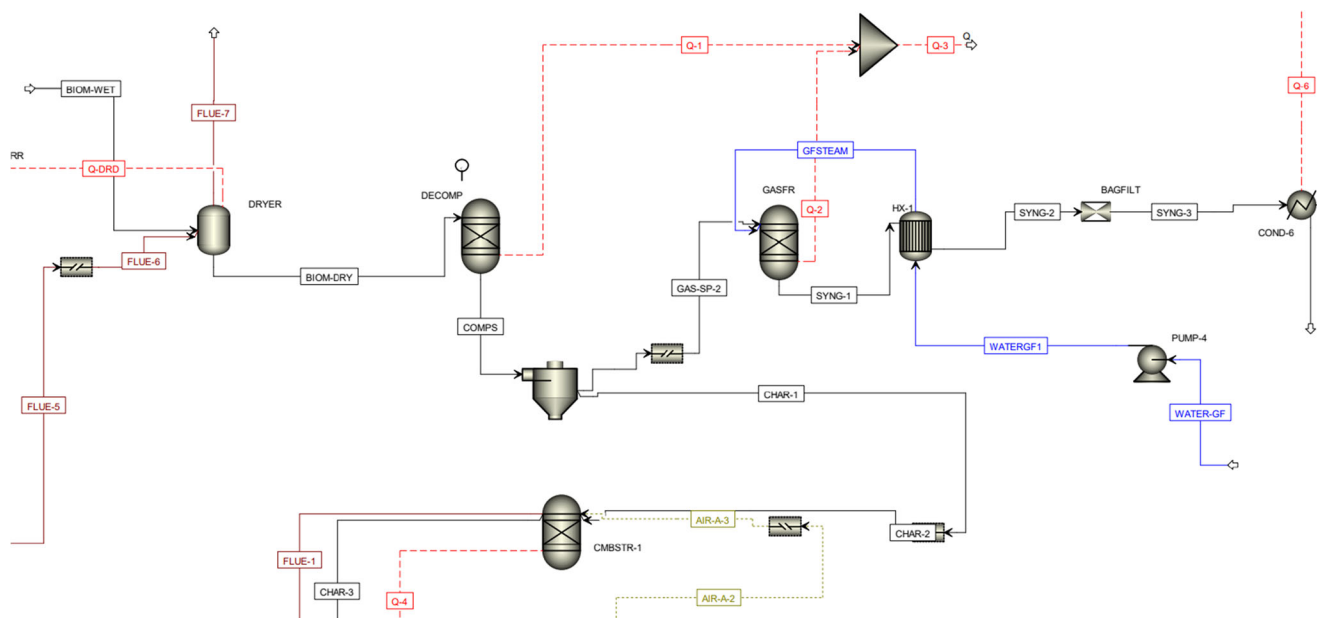 Q-1
Q-3
Q
BIOM-WET
Q-6
FLUE-7
GFSTEAM
RR
Q-DRD
DECOMP
GASFR
BAGFILT
DRYER
Q-2
HX-1
SYNG-2
SYNG-3
COND-6
FLUE-6
BIOM-DRY
GAS-SP-2
SYNG-1
COMPS
WATERGF1
PUMP-4
FLUE-5
CHAR-1
WATER-GF
AIR-A-3
CHAR-2
CMBSTR-1
FLUE-1
CHAR-3
Q-4
AIR-A-2